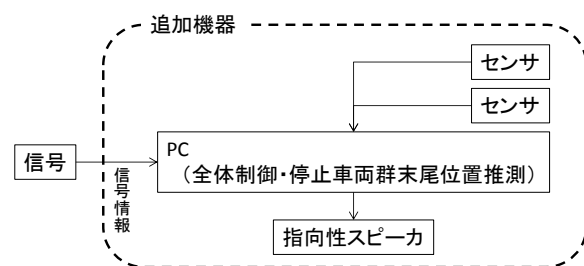 追加機器
センサ
センサ
信号
信号情報
PC
（全体制御・停止車両群末尾位置推測）
指向性スピーカ